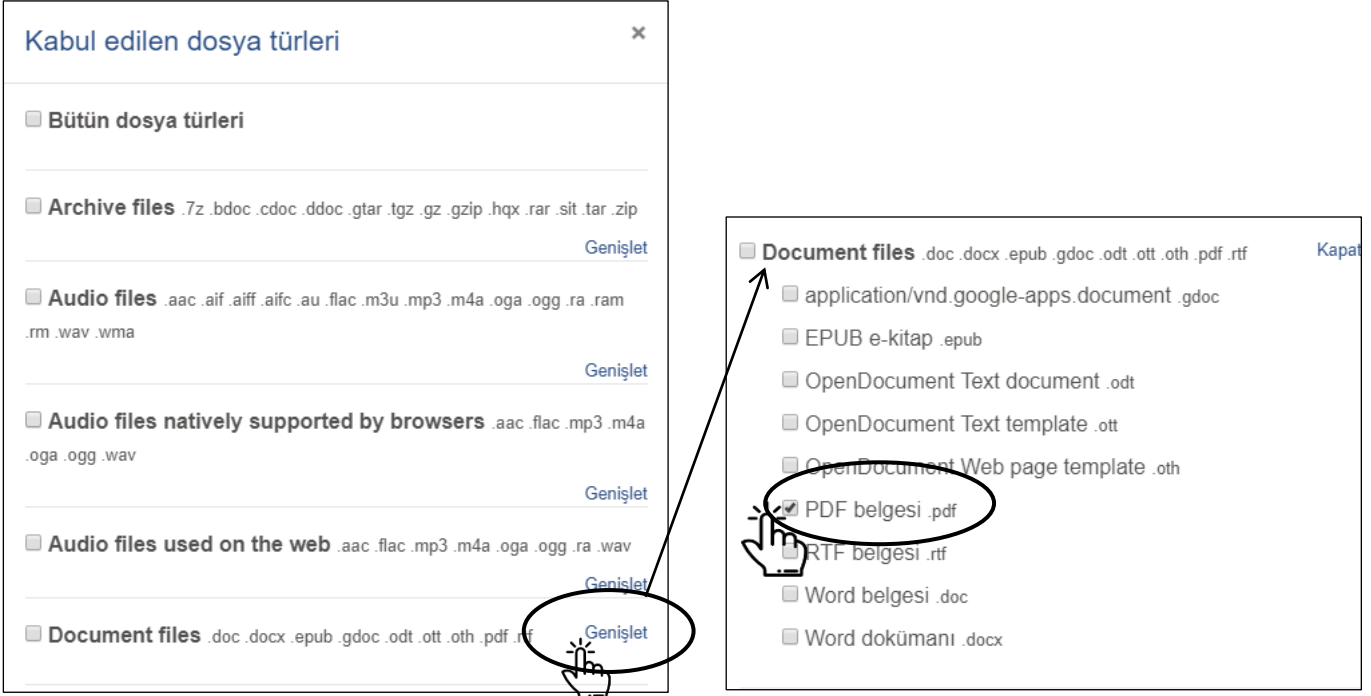 Kabul edilen dosya türleri ×
Bütün dosya türleri
Archive files .7z .bdoc .cdoc .ddoc .gtar .tgz .gz .gzip .hqx .rar .sit .tar .zip
Genişlet
Audio files .aac .aif .aiff .aifc .au .flac .m3u .mp3 .m4a .oga .ogg .ra .ram
.rm .wav .wma
Genişlet
Audio files natively supported by browsers .aac .flac .mp3 .m4a
.oga .ogg .wav
Genişlet
Audio files used on the web .aac .flac .mp3 .m4a .oga .ogg .ra .wav
Genişlet
Document files .doc .docx .epub .gdoc .odt .ott .oth .pdf .rtf Genişlet
Document files .doc .docx .epub .gdoc .odt .ott .oth .pdf .rtf Kapat
application/vnd.google-apps.document .gdoc
EPUB e-kitap .epub
OpenDocument Text document .odt
OpenDocument Text template .ott
OpenDocument Web page template .oth
PDF belgesi .pdf
RTF belgesi .rtf
Word belgesi .doc
Word dokümanı .docx